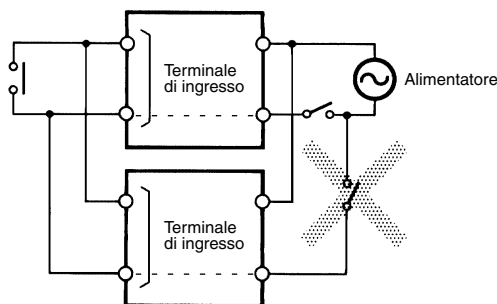 Terminale
di ingresso
Alimentatore
Terminale
di ingresso